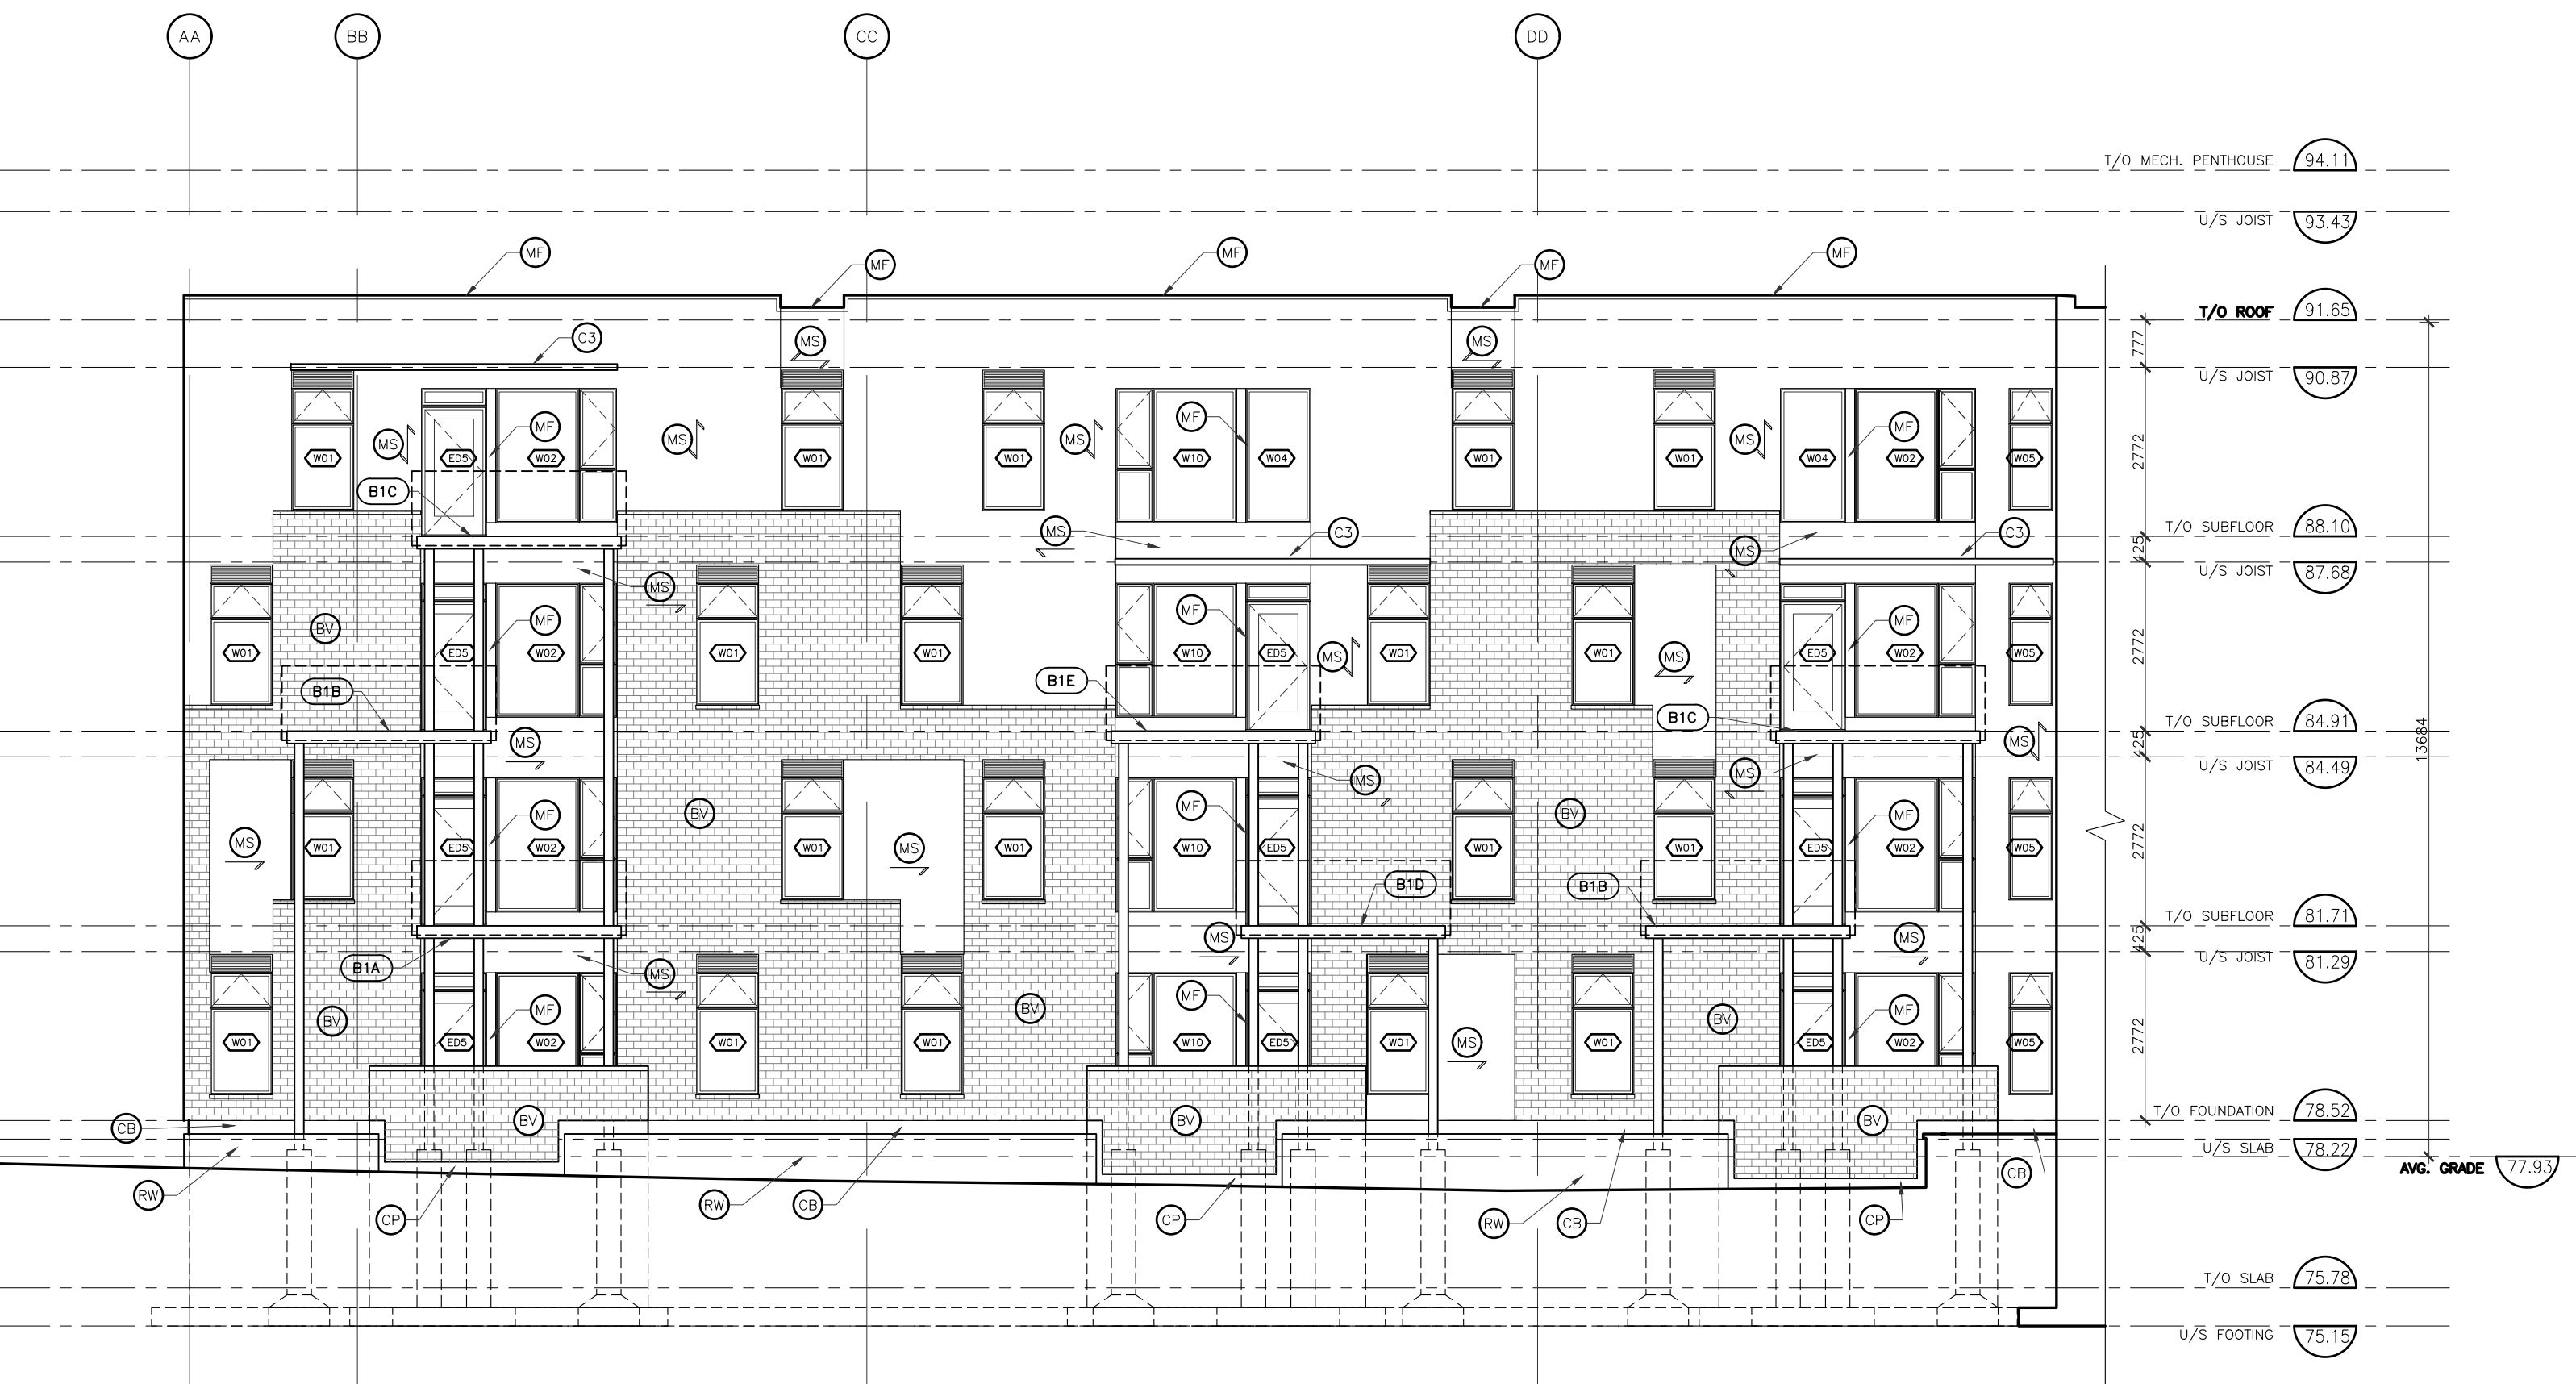 AA BB CC DD
T/O MECH. PENTHOUSE 94.11
U/S JOIST 93.43
MF MF MF MF MF
T/O ROOF 91.65
C3 MS MS
777
U/S JOIST 90.87
MF MF MF
MS MS MS MS
2772
W01 ED5 W02 W01 W01 W10 W04 W01 W01 W04 W02 W05
B1C
T/O SUBFLOOR 88.10
MS C3 C3
MS
425
U/S JOIST 87.68
MS
MF MF MF
BV
W01 ED5 W02 W01 W01 W10 ED5 MS W01 W01 MS ED5 W02 W05
2772
B1B B1E
B1C
T/O SUBFLOOR 84.91
MS MS
425
13684
U/S JOIST 84.49
MS MS
MF MF MF
BV BV
MS W01 ED5 W02 W01 MS W01 W10 ED5 W01 W01 ED5 W02 W05
2772
B1D B1B
T/O SUBFLOOR 81.71
MS MS
425
U/S JOIST 81.29
B1A MS
MF MF MF
BV BV BV
W01 ED5 W02 W01 W01 W10 ED5 W01 MS W01 ED5 W02 W05
2772
T/O FOUNDATION 78.52
CB BV BV BV
U/S SLAB 78.22
AVG. GRADE 77.93
CB
RW RW CB
CP CP RW CB CP
T/O SLAB 75.78
U/S FOOTING 75.15